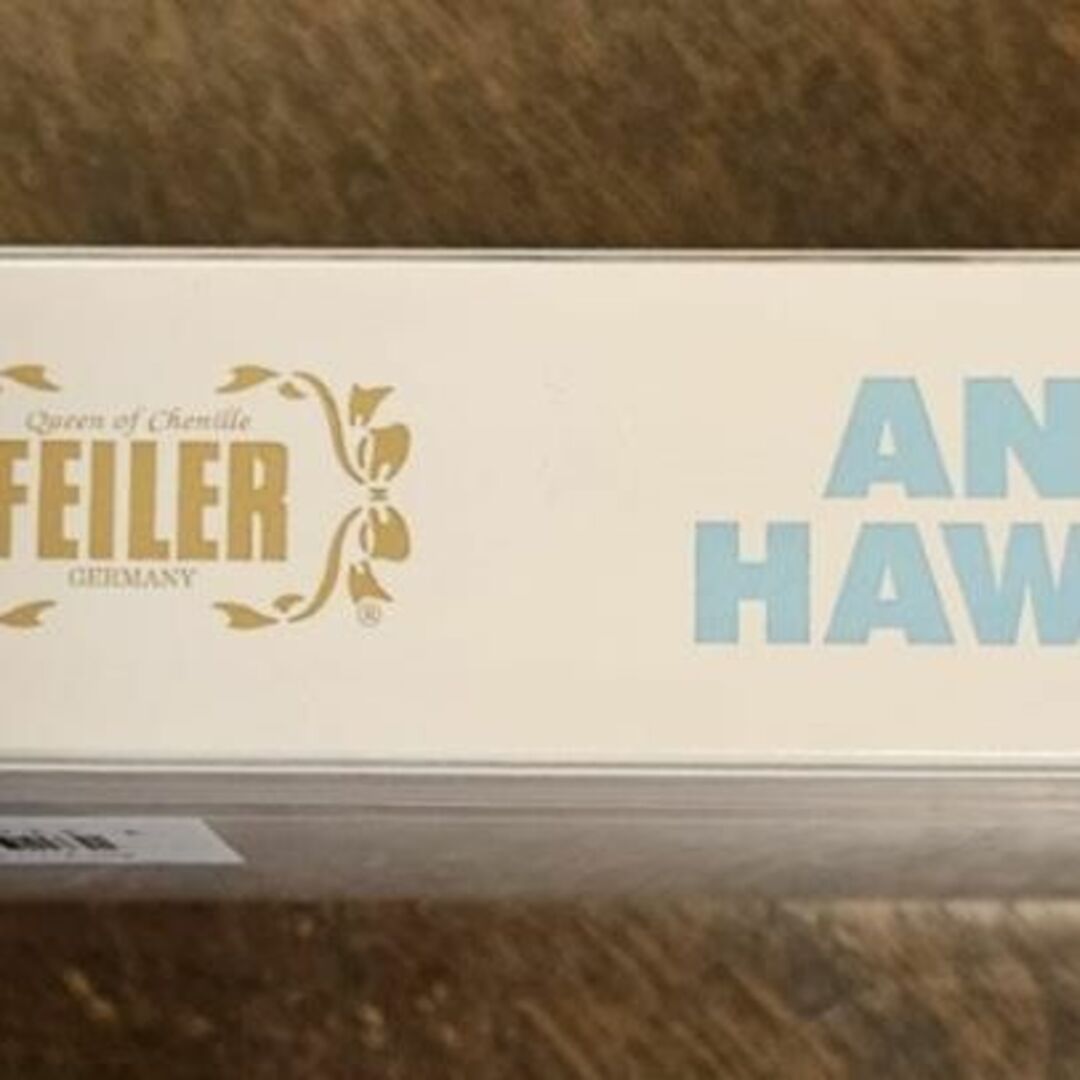 Queen of Chenille
FEILER
GERMANY
®
AN
HAW